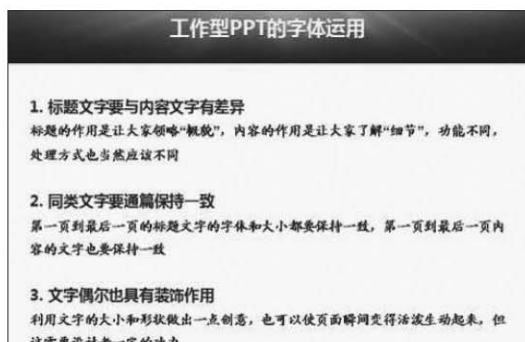 工作型PPT的字体运用
1. 标题文字要与内容文字有差异
标题的作用是让大家领略“概貌”，内容的作用是让大家了解“细节”，功能不同，
处理方式也当然应该不同
2. 同类文字要通篇保持一致
第一页到最后一页的标题文字的字体和大小都要保持一致，第一页到最后一页内
容的文字也要保持一致
3. 文字偶尔也具有装饰作用
利用文字的大小和形状做出一点创意，也可以使页面瞬间变得活泼生动起来，但